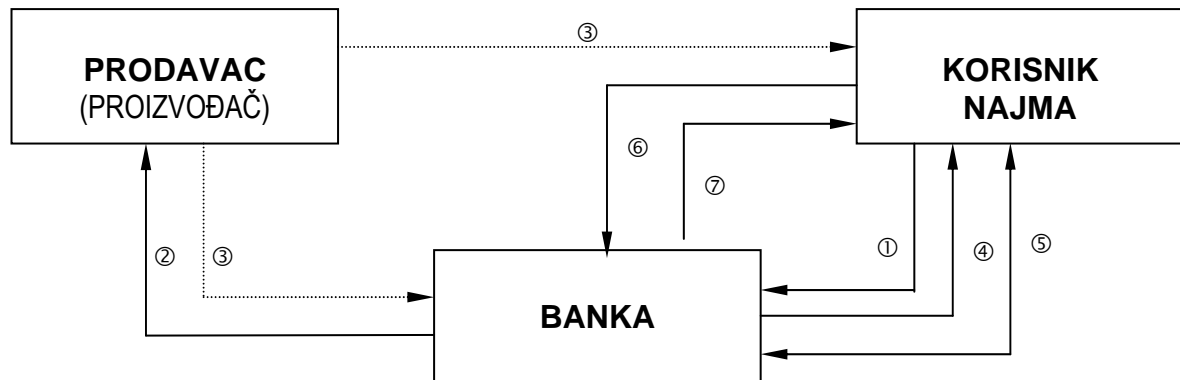 ③
PRODAVAC
(PROIZVOĐAČ)
KORISNIK
NAJMA
⑥
⑦
②
③
①
④
⑤
BANKA